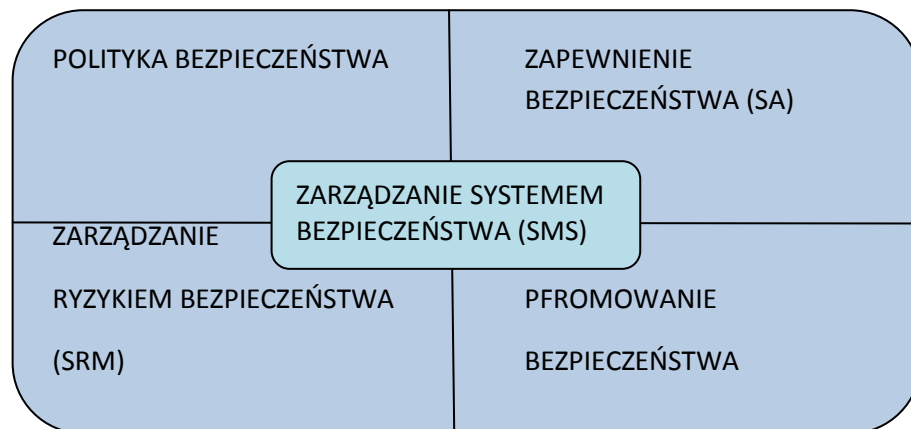 POLITYKA BEZPIECZEŃSTWA
ZAPEWNIENIE
BEZPIECZEŃSTWA (SA)
ZARZĄDZANIE SYSTEMEM
BEZPIECZEŃSTWA (SMS)
ZARZĄDZANIE
RYZYKIEM BEZPIECZEŃSTWA
(SRM)
PFROMOWANIE
BEZPIECZEŃSTWA